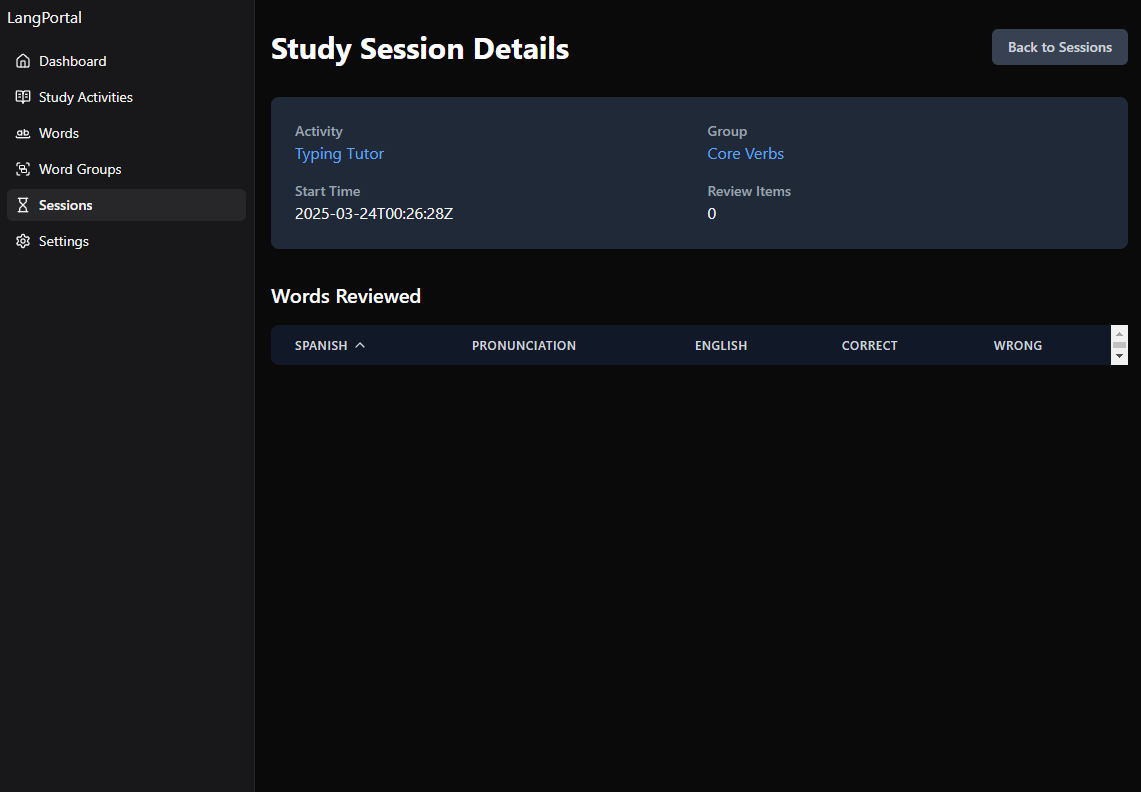 LangPortal
Dashboard
Study Activities
ab Words
Word Groups
Sessions
Settings
Study Session Details
Back to Sessions
Activity
Typing Tutor
Group
Core Verbs
Start Time
2025-03-24T00:26:28Z
Review Items
0
Words Reviewed
SPANISH PRONUNCIATION ENGLISH CORRECT WRONG